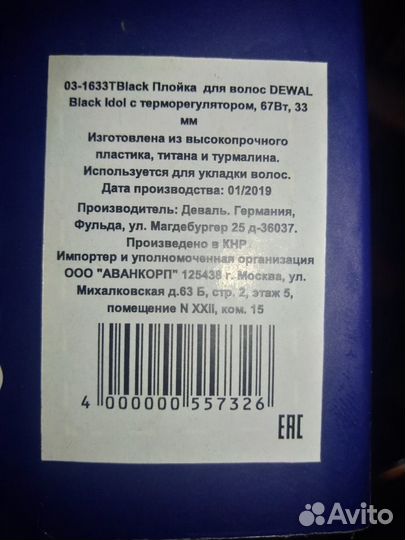 03-1633TBlack Плойка для волос DEWAL
Black Idol с терморегулятором, 67Вт, 33
мм
Изготовлена из высокопрочного
пластика, титана и турмалина.
Используется для укладки волос.
Дата производства: 01/2019
Производитель: Деваль. Германия,
Фульда, ул. Магдебургер 25 д-36037.
Произведено в КНР
Импортер и уполномоченная организация
ООО "АВАНКОРП" 125438 г. Москва, ул.
Михалковская д.63 Б, стр. 2, этаж 5,
помещение N XXII, ком. 15
4 000000 557326
EAC
Avito